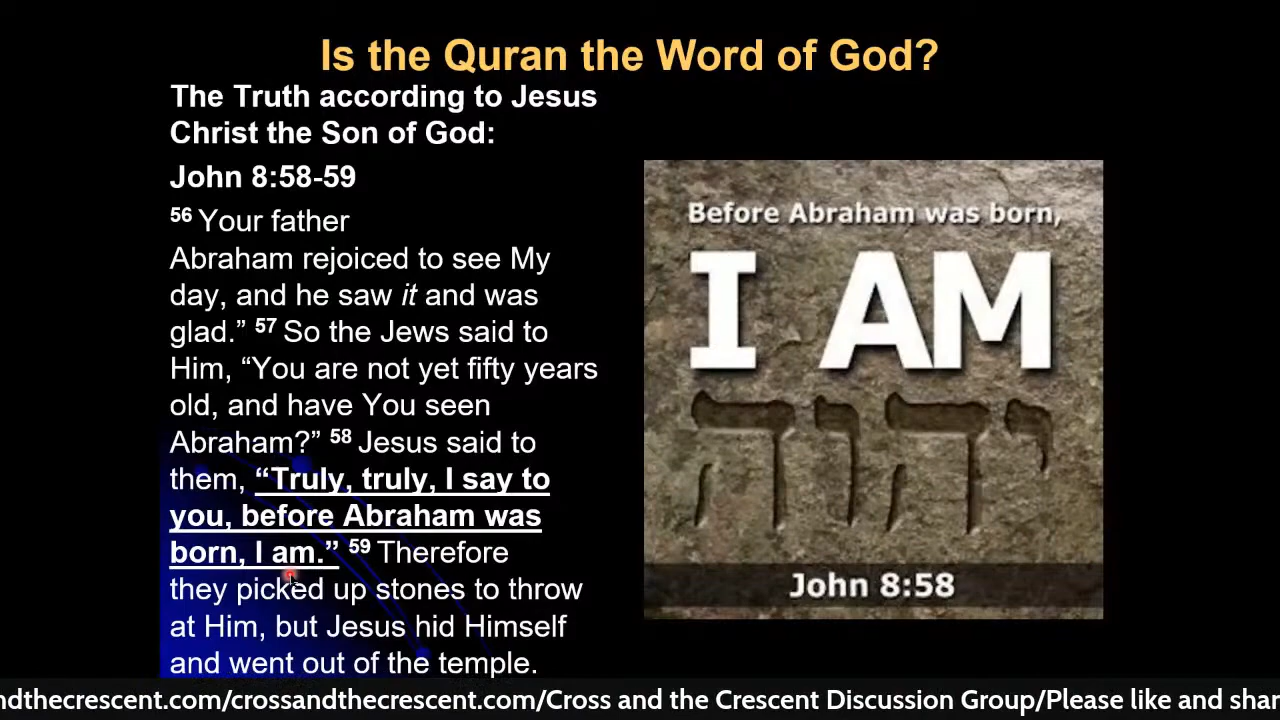 Is the Quran the Word of God?
The Truth according to Jesus
Christ the Son of God:
John 8:58-59
56 Your father
Abraham rejoiced to see My
day, and he saw it and was
glad.” 57 So the Jews said to
Him, “You are not yet fifty years
old, and have You seen
Abraham?” 58 Jesus said to
them, “Truly, truly, I say to
you, before Abraham was
born, I am.” 59 Therefore
they picked up stones to throw
at Him, but Jesus hid Himself
and went out of the temple.
Before Abraham was born,
I AM
יהוה
John 8:58
ndthecrescent.com/crossandthecrescent.com/Cross and the Crescent Discussion Group/Please like and shar